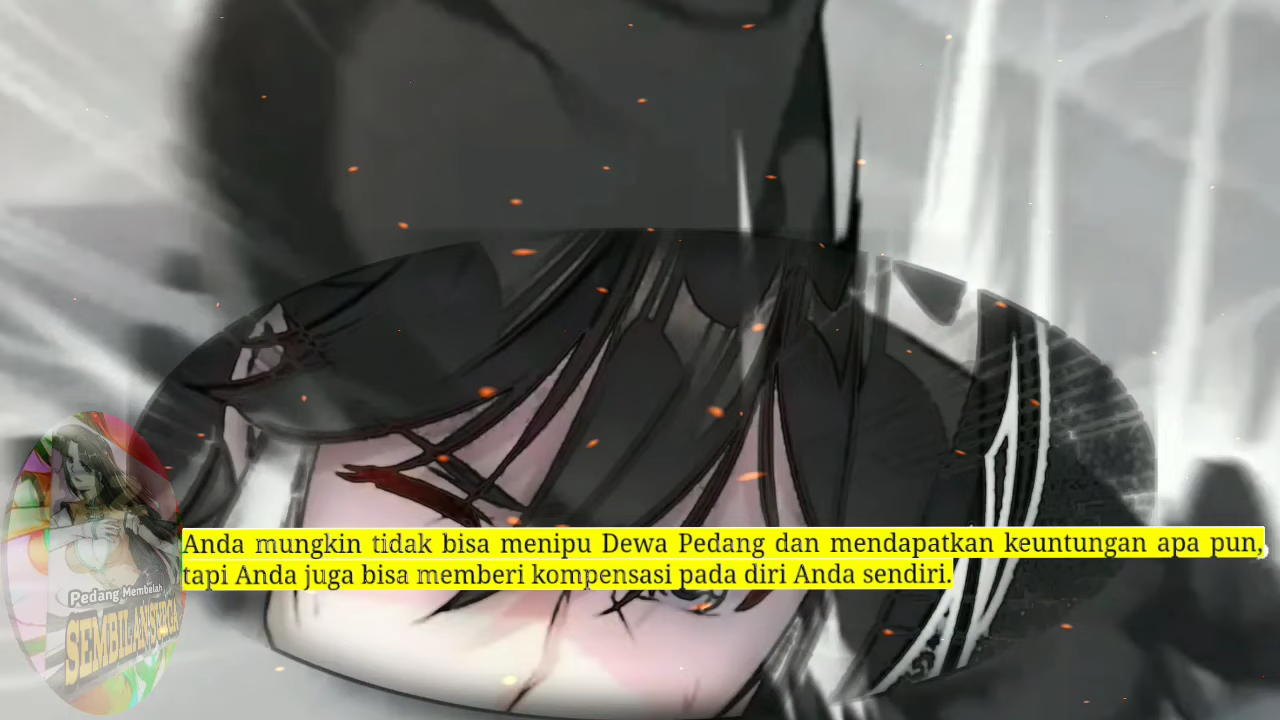 Anda mungkin tidak bisa menipu Dewa Pedang dan mendapatkan keuntungan apa pun,
tapi Anda juga bisa memberi kompensasi pada diri Anda sendiri.
Pedang Membelah
SEMBILAN SURGA